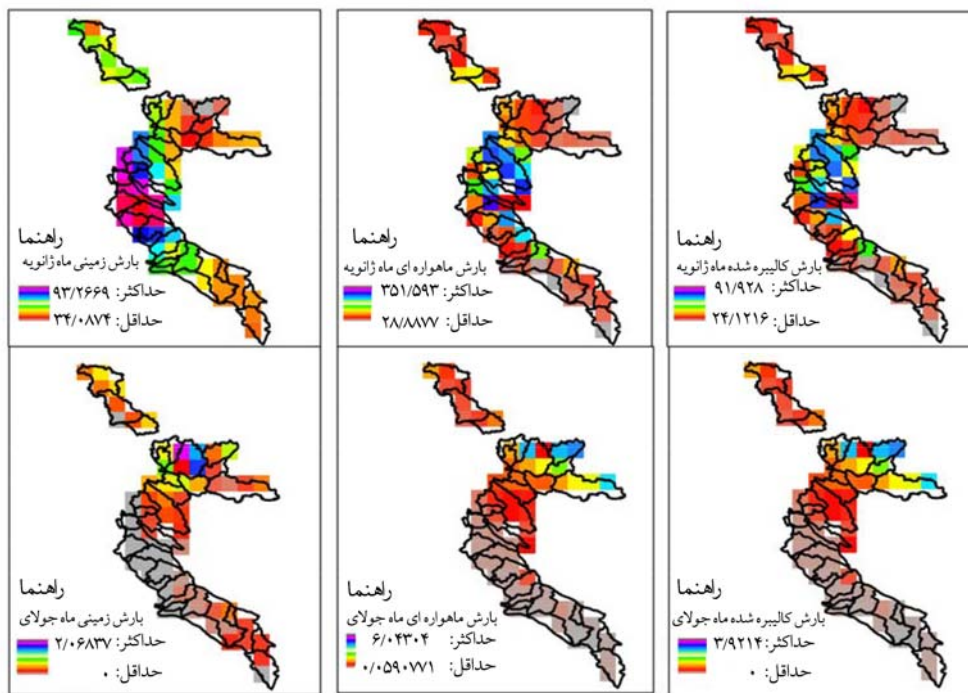 راهنما
بارش زمینی ماه ژانویه
حداکثر: ۹۳/۲۶۶۹
حداقل: ۳۴/۰۸۷۴
راهنما
بارش ماهواره ای ماه ژانویه
حداکثر: ۳۵۱/۵۹۳
حداقل: ۲۸/۸۸۷۷
راهنما
بارش کالیبره شده ماه ژانویه
حداکثر: ۹۱/۹۲۸
حداقل: ۲۴/۱۲۱۶
راهنما
بارش زمینی ماه جولای
حداکثر: ۲/۰۶۸۳۷
حداقل: ۰
راهنما
بارش ماهواره ای ماه جولای
حداکثر: ۶/۰۴۳۰۴
حداقل: ۰/۰۵۹۰۷۷۱
راهنما
بارش کالیبره شده ماه جولای
حداکثر: ۳/۹۲۱۴
حداقل: ۰